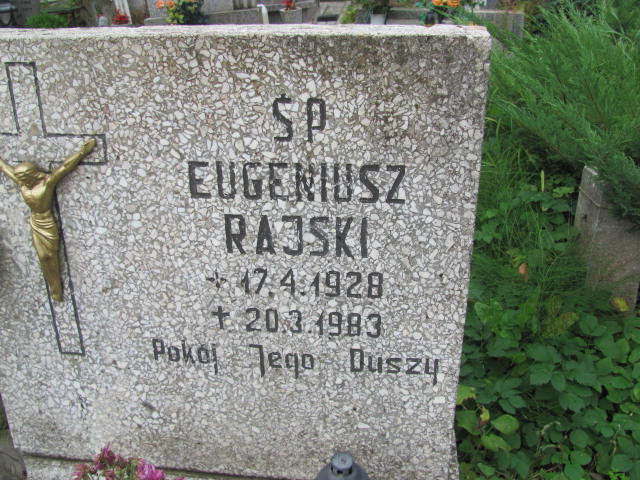 ŚP
EUGENIUSZ
RAJSKI
* 17.4.1928
+ 20.3.1983
Pokój Jego Duszy